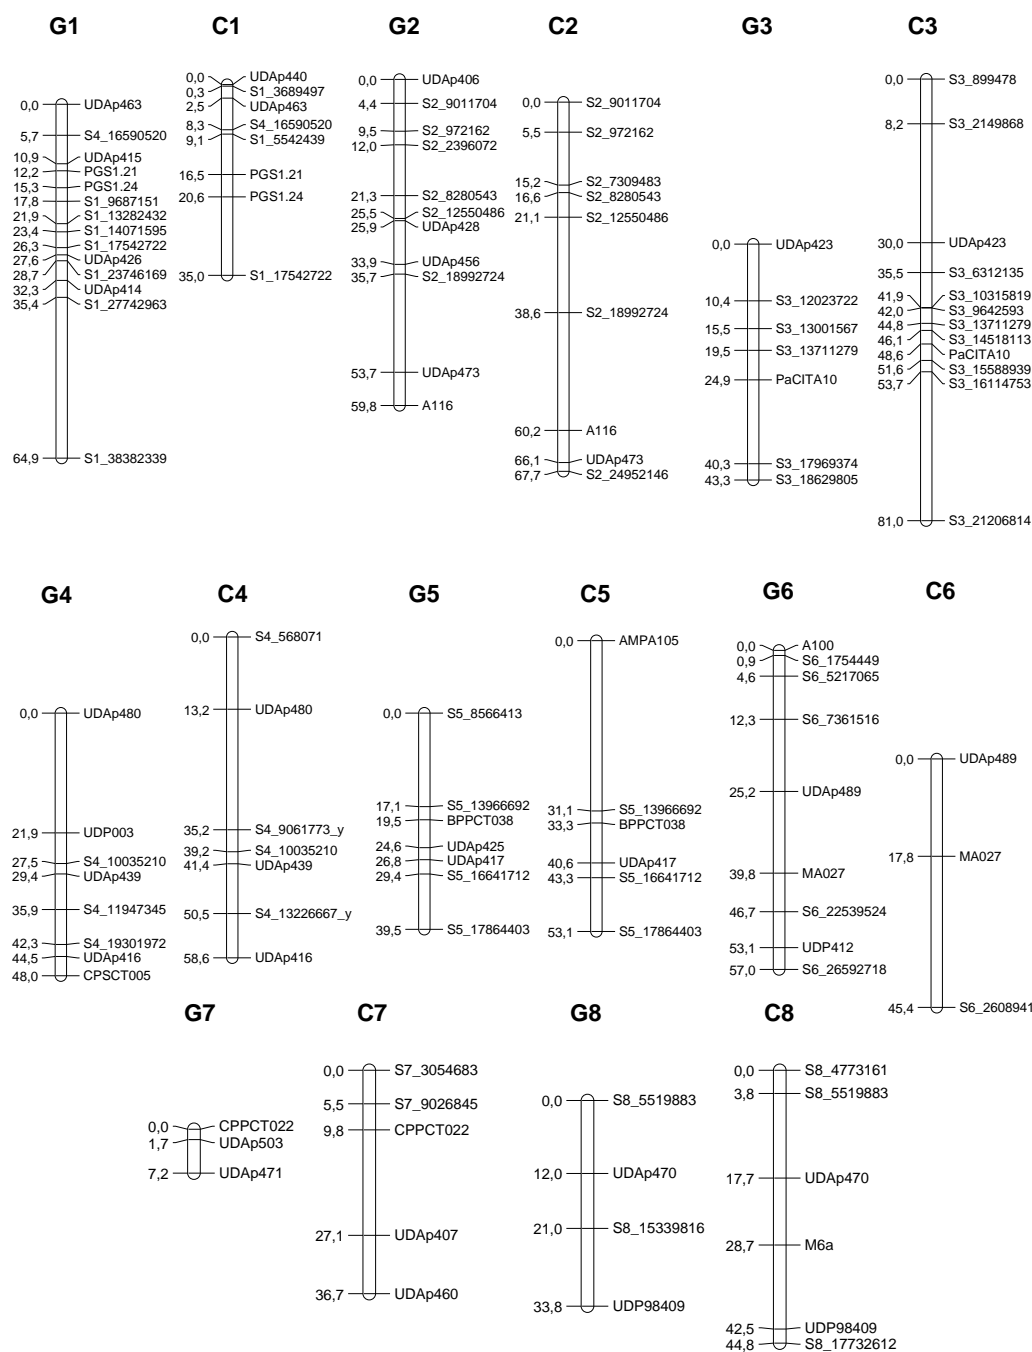 G1
0,0 UDAp463
5,7 S4_16590520
10,9 UDAp415
12,2 PGS1.21
15,3 PGS1.24
17,8 S1_9687151
21,9 S1_13282432
23,4 S1_14071595
26,3 S1_17542722
27,6 UDAp426
28,7 S1_23746169
32,3 UDAp414
35,4 S1_27742963
64,9 S1_38382339
C1
0,0 UDAp440
0,3 S1_3689497
2,5 UDAp463
8,3 S4_16590520
9,1 S1_5542439
16,5 PGS1.21
20,6 PGS1.24
35,0 S1_17542722
G2
0,0 UDAp406
4,4 S2_9011704
9,5 S2_972162
12,0 S2_2396072
21,3 S2_8280543
25,5 S2_12550486
25,9 UDAp428
33,9 UDAp456
35,7 S2_18992724
53,7 UDAp473
59,8 A116
C2
0,0 S2_9011704
5,5 S2_972162
15,2 S2_7309483
16,6 S2_8280543
21,1 S2_12550486
38,6 S2_18992724
60,2 A116
66,1 UDAp473
67,7 S2_24952146
G3
0,0 UDAp423
10,4 S3_12023722
15,5 S3_13001567
19,5 S3_13711279
24,9 PaCITA10
40,3 S3_17969374
43,3 S3_18629805
C3
0,0 S3_899478
8,2 S3_2149868
30,0 UDAp423
35,5 S3_6312135
41,9 S3_10315819
42,0 S3_9642593
44,8 S3_13711279
46,1 S3_14518113
48,6 PaCITA10
51,6 S3_15588939
53,7 S3_16114753
81,0 S3_21206814
G4
0,0 UDAp480
21,9 UDP003
27,5 S4_10035210
29,4 UDAp439
35,9 S4_11947345
42,3 S4_19301972
44,5 UDAp416
48,0 CPSCT005
C4
0,0 S4_568071
13,2 UDAp480
35,2 S4_9061773_y
39,2 S4_10035210
41,4 UDAp439
50,5 S4_13226667_y
58,6 UDAp416
G5
0,0 S5_8566413
17,1 S5_13966692
19,5 BPPCT038
24,6 UDAp425
26,8 UDAp417
29,4 S5_16641712
39,5 S5_17864403
C5
0,0 AMPA105
31,1 S5_13966692
33,3 BPPCT038
40,6 UDAp417
43,3 S5_16641712
53,1 S5_17864403
G6
0,0 A100
0,9 S6_1754449
4,6 S6_5217065
12,3 S6_7361516
25,2 UDAp489
39,8 MA027
46,7 S6_22539524
53,1 UDP412
57,0 S6_26592718
C6
0,0 UDAp489
17,8 MA027
45,4 S6_2608941
G7
0,0 CPPCT022
1,7 UDAp503
7,2 UDAp471
C7
0,0 S7_3054683
5,5 S7_9026845
9,8 CPPCT022
27,1 UDAp407
36,7 UDAp460
G8
0,0 S8_5519883
12,0 UDAp470
21,0 S8_15339816
33,8 UDP98409
C8
0,0 S8_4773161
3,8 S8_5519883
17,7 UDAp470
28,7 M6a
42,5 UDP98409
44,8 S8_17732612